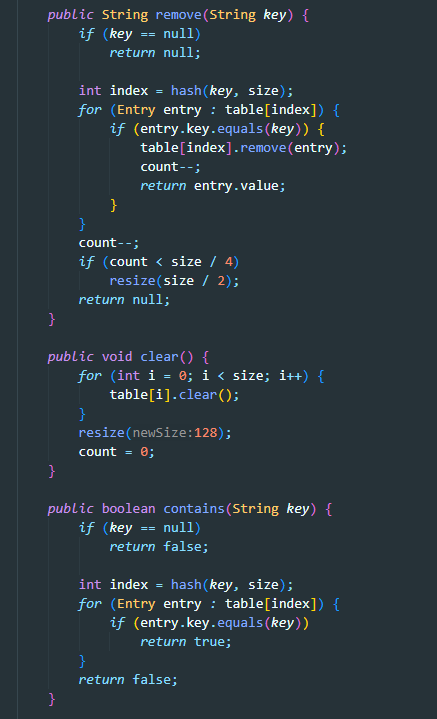 public String remove(String key) {
    if (key == null)
        return null;

    int index = hash(key, size);
    for (Entry entry : table[index]) {
        if (entry.key.equals(key)) {
            table[index].remove(entry);
            count--;
            return entry.value;
        }
    }
    count--;
    if (count < size / 4)
        resize(size / 2);
    return null;
}

public void clear() {
    for (int i = 0; i < size; i++) {
        table[i].clear();
    }
    resize(newSize:128);
    count = 0;
}

public boolean contains(String key) {
    if (key == null)
        return false;

    int index = hash(key, size);
    for (Entry entry : table[index]) {
        if (entry.key.equals(key))
            return true;
    }
    return false;
}